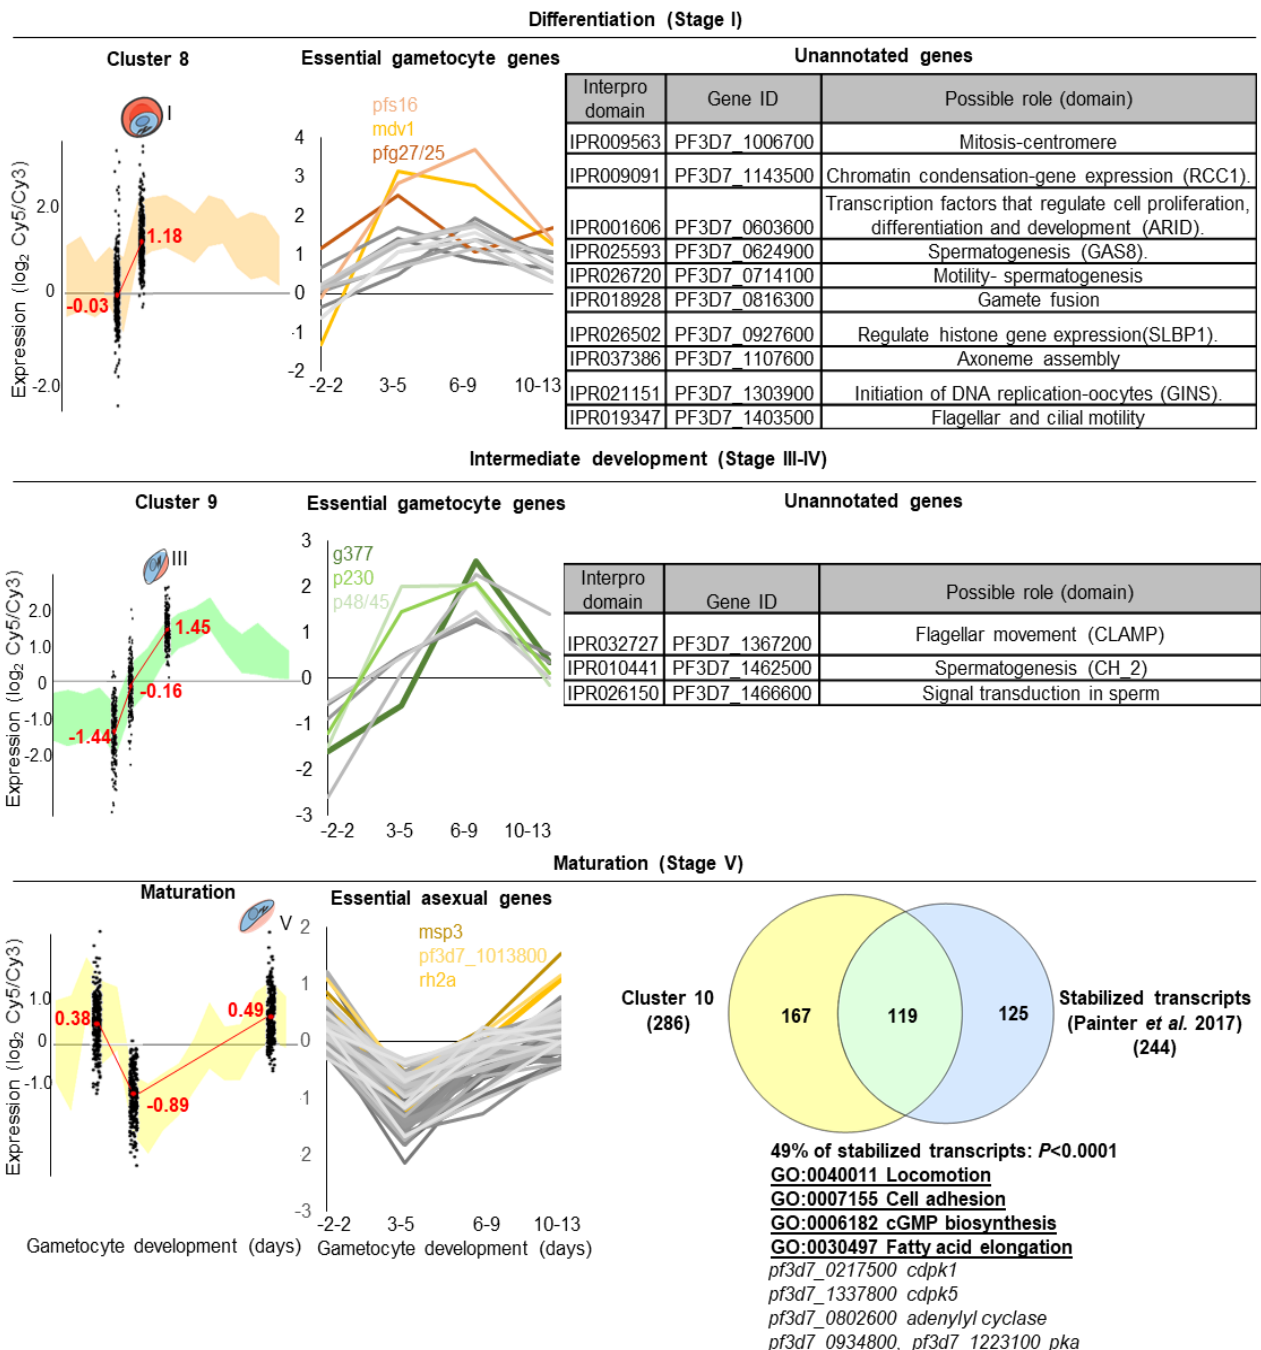 Differentiation (Stage I)
Cluster 8
Essential gametocyte genes
Unannotated genes
I
Expression (log2 Cy5/Cy3)
2.0
0
-2.0
-0.03
1.18
pfs16
mdv1
pfg27/25
4
3
2
1
0
-1
-2
-2-2 3-5 6-9 10-13
Interpro domain Gene ID Possible role (domain)
IPR009563 PF3D7_1006700 Mitosis-centromere
IPR009091 PF3D7_1143500 Chromatin condensation-gene expression (RCC1).
IPR001606 PF3D7_0603600 Transcription factors that regulate cell proliferation, differentiation and development (ARID).
IPR025593 PF3D7_0624900 Spermatogenesis (GAS8).
IPR026720 PF3D7_0714100 Motility- spermatogenesis
IPR018928 PF3D7_0816300 Gamete fusion
IPR026502 PF3D7_0927600 Regulate histone gene expression(SLBP1).
IPR037386 PF3D7_1107600 Axoneme assembly
IPR021151 PF3D7_1303900 Initiation of DNA replication-oocytes (GINS).
IPR019347 PF3D7_1403500 Flagellar and cilial motility
Intermediate development (Stage III-IV)
Cluster 9
Essential gametocyte genes
Unannotated genes
III
Expression (log2 Cy5/Cy3)
2.0
1.0
0
-1.0
-2.0
-1.44
-0.16
1.45
g377
p230
p48/45
3
2
1
0
-1
-2
-3
-2-2 3-5 6-9 10-13
Interpro domain Gene ID Possible role (domain)
IPR032727 PF3D7_1367200 Flagellar movement (CLAMP)
IPR010441 PF3D7_1462500 Spermatogenesis (CH_2)
IPR026150 PF3D7_1466600 Signal transduction in sperm
Maturation (Stage V)
Maturation
Essential asexual genes
V
Expression (log2 Cy5/Cy3)
1.0
0
-1.0
0.38
-0.89
0.49
Gametocyte development (days)
msp3
pf3d7_1013800
rh2a
2
1
0
1
2
-3
-2-2 3-5 6-9 10-13
Gametocyte development (days)
Cluster 10
(286)
167
119
125
Stabilized transcripts
(Painter et al. 2017)
(244)
49% of stabilized transcripts: P<0.0001
GO:0040011 Locomotion
GO:0007155 Cell adhesion
GO:0006182 cGMP biosynthesis
GO:0030497 Fatty acid elongation
pf3d7_0217500 cdpk1
pf3d7_1337800 cdpk5
pf3d7_0802600 adenylyl cyclase
pf3d7_0934800, pf3d7_1223100 pka